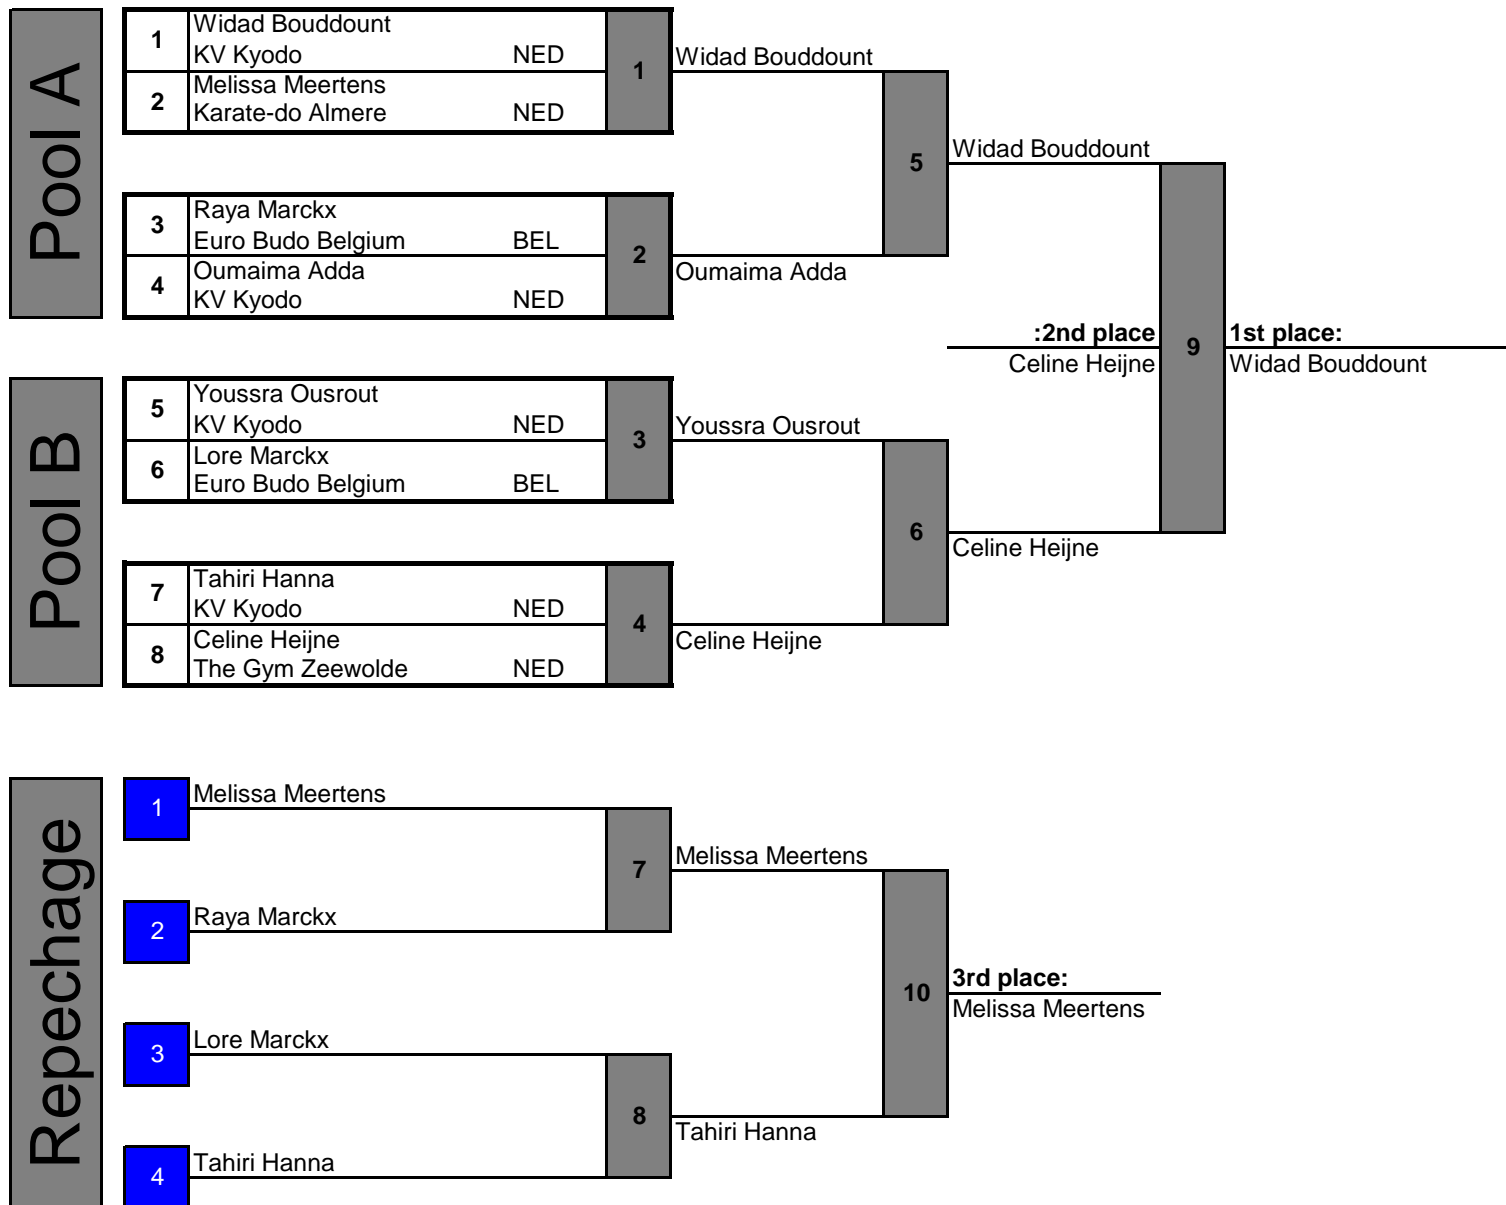 Pool A
1
Widad Bouddount
KV Kyodo NED
2
Melissa Meertens
Karate-do Almere NED
1
Widad Bouddount
3
Raya Marckx
Euro Budo Belgium BEL
4
Oumaima Adda
KV Kyodo NED
2
Oumaima Adda
5
Widad Bouddount
Pool B
5
Youssra Ousrout
KV Kyodo NED
6
Lore Marckx
Euro Budo Belgium BEL
3
Youssra Ousrout
7
Tahiri Hanna
KV Kyodo NED
8
Celine Heijne
The Gym Zeewolde NED
4
Celine Heijne
6
Celine Heijne
:2nd place
Celine Heijne
9
1st place:
Widad Bouddount
Repechage
1
Melissa Meertens
2
Raya Marckx
7
Melissa Meertens
3
Lore Marckx
4
Tahiri Hanna
8
Tahiri Hanna
10
3rd place:
Melissa Meertens